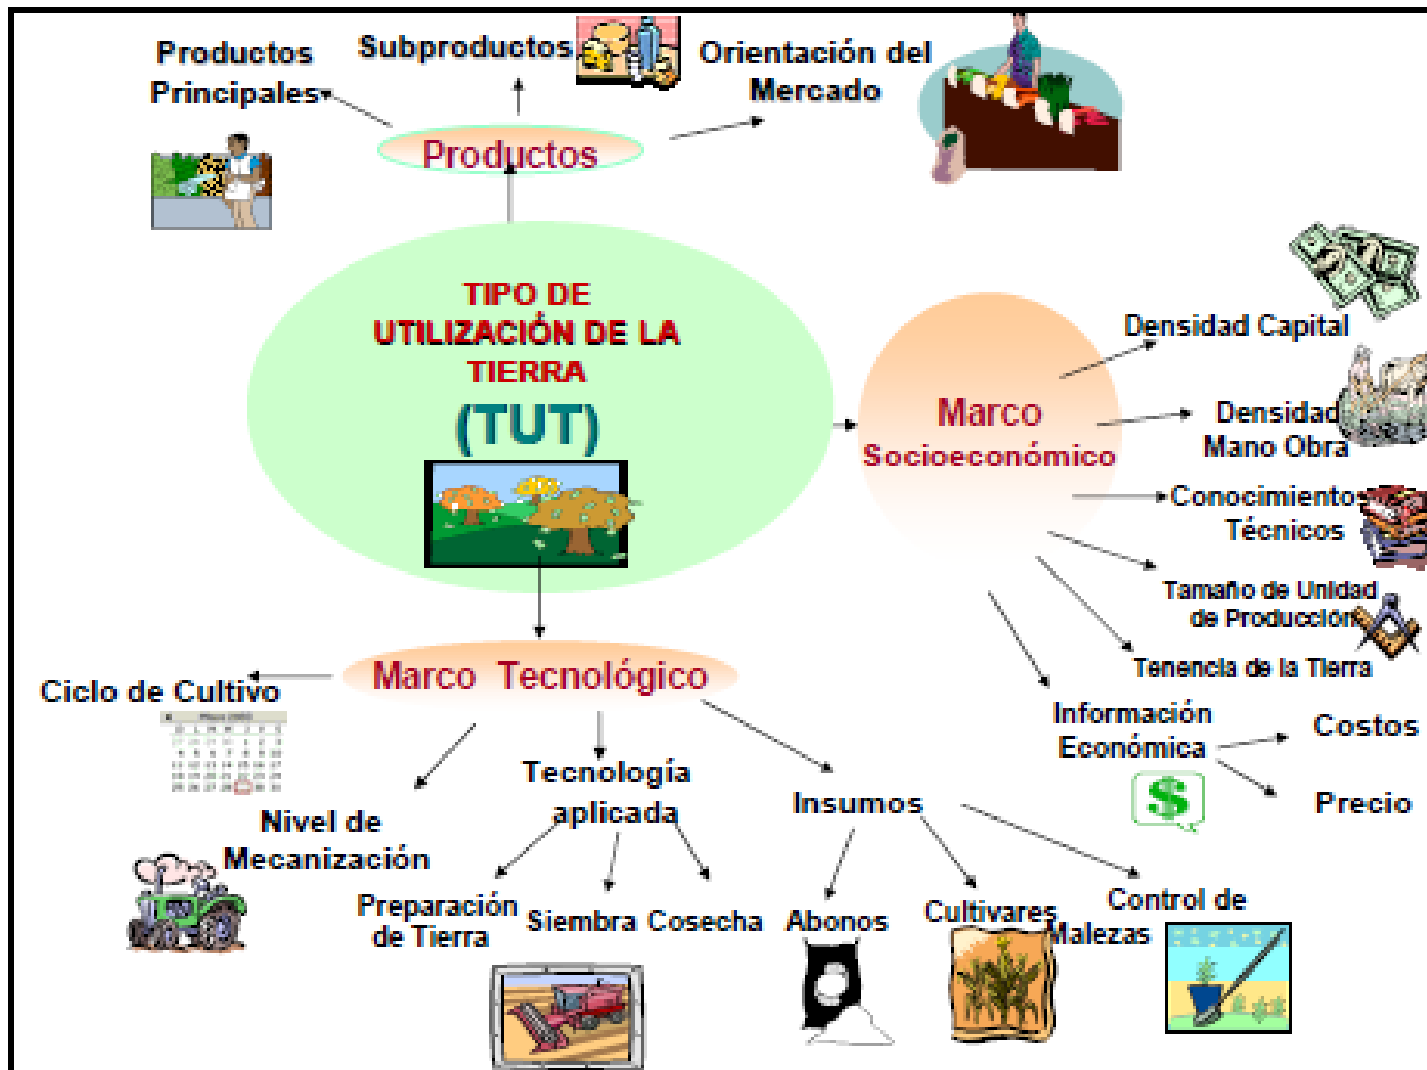 Productos
Principales
Subproductos
Orientación del
Mercado
Productos
TIPO DE
UTILIZACIÓN DE LA
TIERRA
(TUT)
Marco
Socioeconómico
Densidad Capital
Densidad
Mano Obra
Conocimientos
Técnicos
Tamaño de Unidad
de Producción
Tenencia de la Tierra
Información
Económica
Costos
Precio
$
Marco Tecnológico
Ciclo de Cultivo
Nivel de
Mecanización
Tecnología
aplicada
Preparación
de Tierra
Siembra Cosecha
Insumos
Abonos
Cultivares
Control de
Malezas